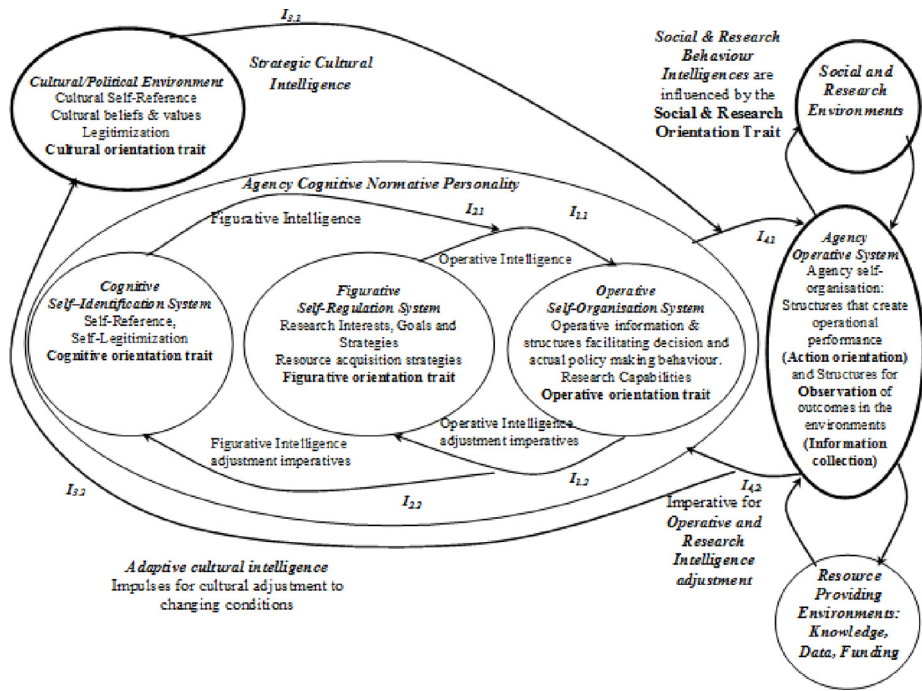 I3.1
Strategic Cultural
Intelligence
Cultural/Political Environment
Cultural Self-Reference
Cultural beliefs & values
Legitimization
Cultural orientation trait
Social & Research
Behaviour
Intelligences are
influenced by the
Social & Research
Orientation Trait
Social and
Research
Environments
Agency Cognitive Normative Personality
Figurative Intelligence
I2.1
I1.1
Operative Intelligence
I4.1
Cognitive
Self–Identification System
Self-Reference,
Self-Legitimization
Cognitive orientation trait
Figurative
Self-Regulation System
Research Interests, Goals and
Strategies
Resource acquisition strategies
Figurative orientation trait
Operative
Self-Organisation System
Operative information &
structures facilitating decision and
actual policy making behaviour.
Research Capabilities
Operative orientation trait
Agency
Operative System
Agency self-
organisation:
Structures that create
operational
performance
(Action orientation)
and Structures for
Observation of
outcomes in the
environments
(Information
collection)
Figurative Intelligence
adjustment imperatives
Operative Intelligence
adjustment imperatives
I1.2
I2.2
I3.2
I4.2
Imperative for
Operative and
Research
Intelligence
adjustment
Adaptive cultural intelligence
Impulses for cultural adjustment to
changing conditions
Resource
Providing
Environments:
Knowledge,
Data, Funding